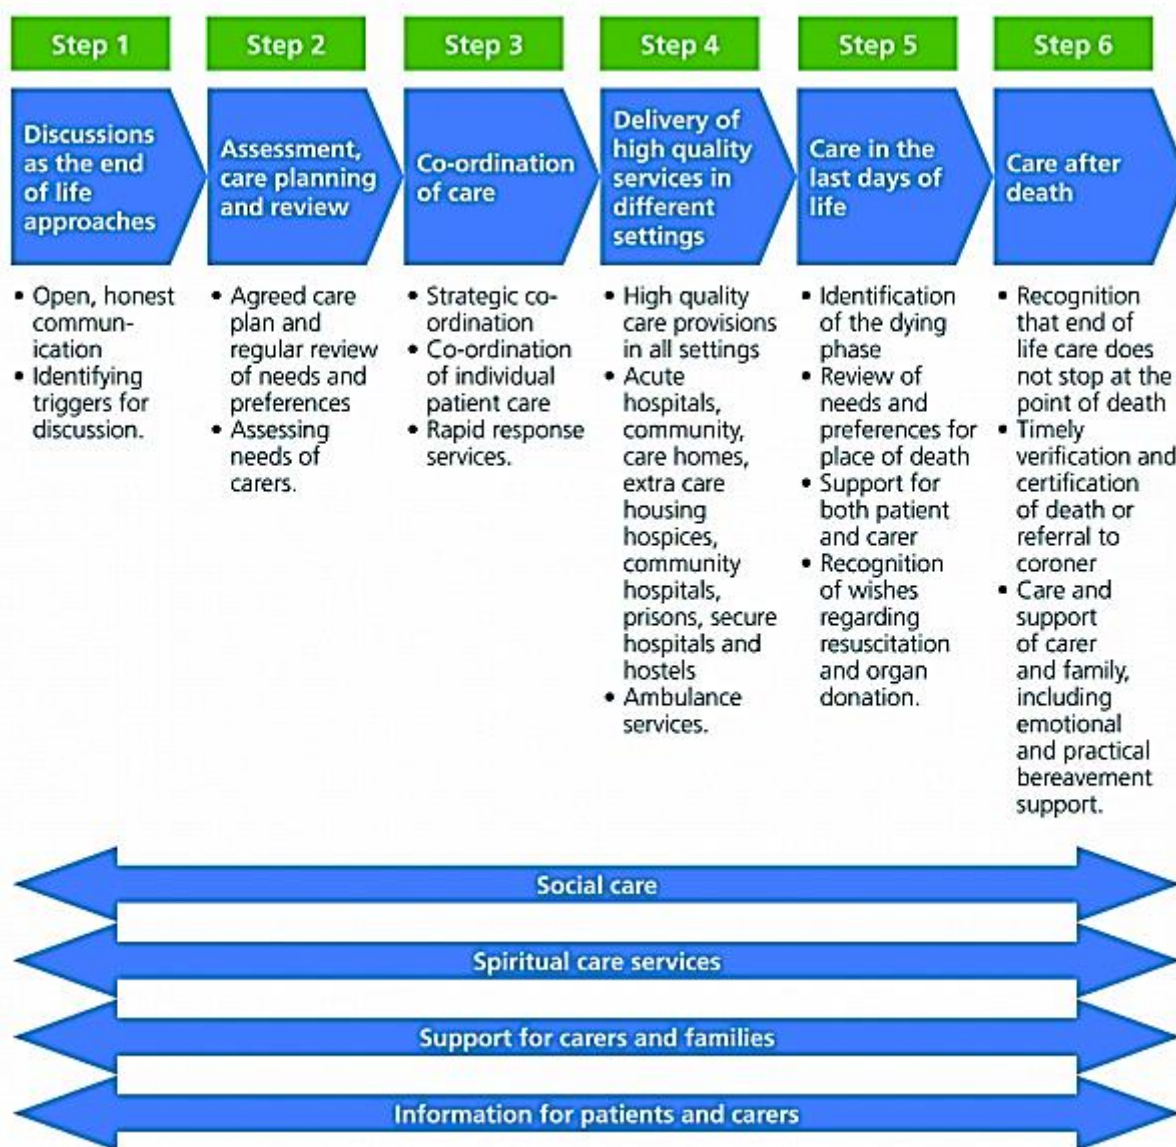 Step 1
Step 2
Step 3
Step 4
Step 5
Step 6
Discussions
as the end
of life
approaches
Assessment,
care planning
and review
Co-ordination
of care
Delivery of
high quality
services in
different
settings
Care in the
last days of
life
Care after
death
• Open, honest
commun-
ication
• Identifying
triggers for
discussion.
• Agreed care
plan and
regular review
of needs and
preferences
• Assessing
needs of
carers.
• Strategic co-
ordination
• Co-ordination
of individual
patient care
• Rapid response
services.
• High quality
care provisions
in all settings
• Acute
hospitals,
community,
care homes,
extra care
housing
hospices,
community
hospitals,
prisons, secure
hospitals and
hostels
• Ambulance
services.
• Identification
of the dying
phase
• Review of
needs and
preferences for
place of death
• Support for
both patient
and carer
• Recognition
of wishes
regarding
resuscitation
and organ
donation.
• Recognition
that end of
life care does
not stop at the
point of death
• Timely
verification and
certification
of death or
referral to
coroner
• Care and
support
of carer
and family,
including
emotional
and practical
bereavement
support.
Social care
Spiritual care services
Support for carers and families
Information for patients and carers